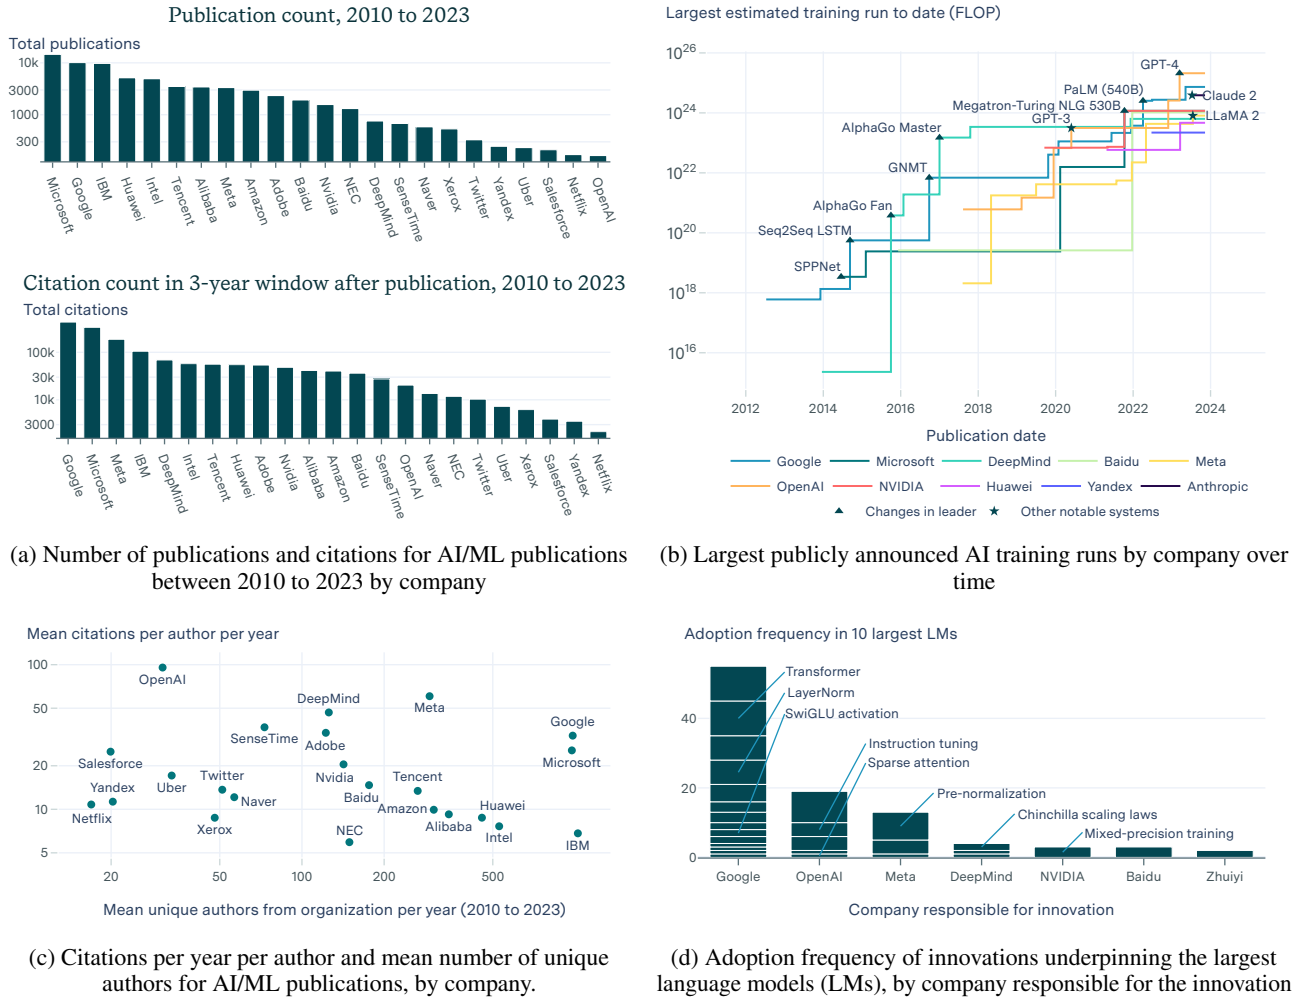 Publication count, 2010 to 2023
Total publications
10k
3000
1000
300
Microsoft
Google
IBM
Huawei
Intel
Tencent
Alibaba
Meta
Amazon
Adobe
Baidu
Nvidia
NEC
DeepMind
SenseTime
Naver
Xerox
Twitter
Yandex
Uber
Salesforce
Netflix
OpenAI
Citation count in 3-year window after publication, 2010 to 2023
Total citations
100k
30k
10k
3000
Google
Microsoft
Meta
IBM
DeepMind
Intel
Tencent
Huawei
Adobe
Nvidia
Alibaba
Amazon
Baidu
SenseTime
OpenAI
Naver
NEC
Twitter
Uber
Xerox
Salesforce
Yandex
Netflix
(a) Number of publications and citations for AI/ML publications
between 2010 to 2023 by company
Largest estimated training run to date (FLOP)
10^26
10^24
10^22
10^20
10^18
10^16
GPT-4
PaLM (540B)
Claude 2
Megatron-Turing NLG 530B
GPT-3
LLaMA 2
AlphaGo Master
GNMT
AlphaGo Fan
Seq2Seq LSTM
SPPNet
2012 2014 2016 2018 2020 2022 2024
Publication date
Google Microsoft DeepMind Baidu Meta
OpenAI NVIDIA Huawei Yandex Anthropic
Changes in leader Other notable systems
(b) Largest publicly announced AI training runs by company over
time
Mean citations per author per year
100
50
20
10
5
OpenAI
DeepMind
Meta
Google
SenseTime
Adobe
Microsoft
Salesforce
Nvidia
Yandex
Uber
Twitter
Tencent
Baidu
Netflix
Naver
Amazon
Huawei
Xerox
NEC
Alibaba
Intel
IBM
20 50 100 200 500
Mean unique authors from organization per year (2010 to 2023)
(c) Citations per year per author and mean number of unique
authors for AI/ML publications, by company.
Adoption frequency in 10 largest LMs
40
20
0
Transformer
LayerNorm
SwiGLU activation
Instruction tuning
Sparse attention
Pre-normalization
Chinchilla scaling laws
Mixed-precision training
Google OpenAI Meta DeepMind NVIDIA Baidu Zhuiyi
Company responsible for innovation
(d) Adoption frequency of innovations underpinning the largest
language models (LMs), by company responsible for the innovation